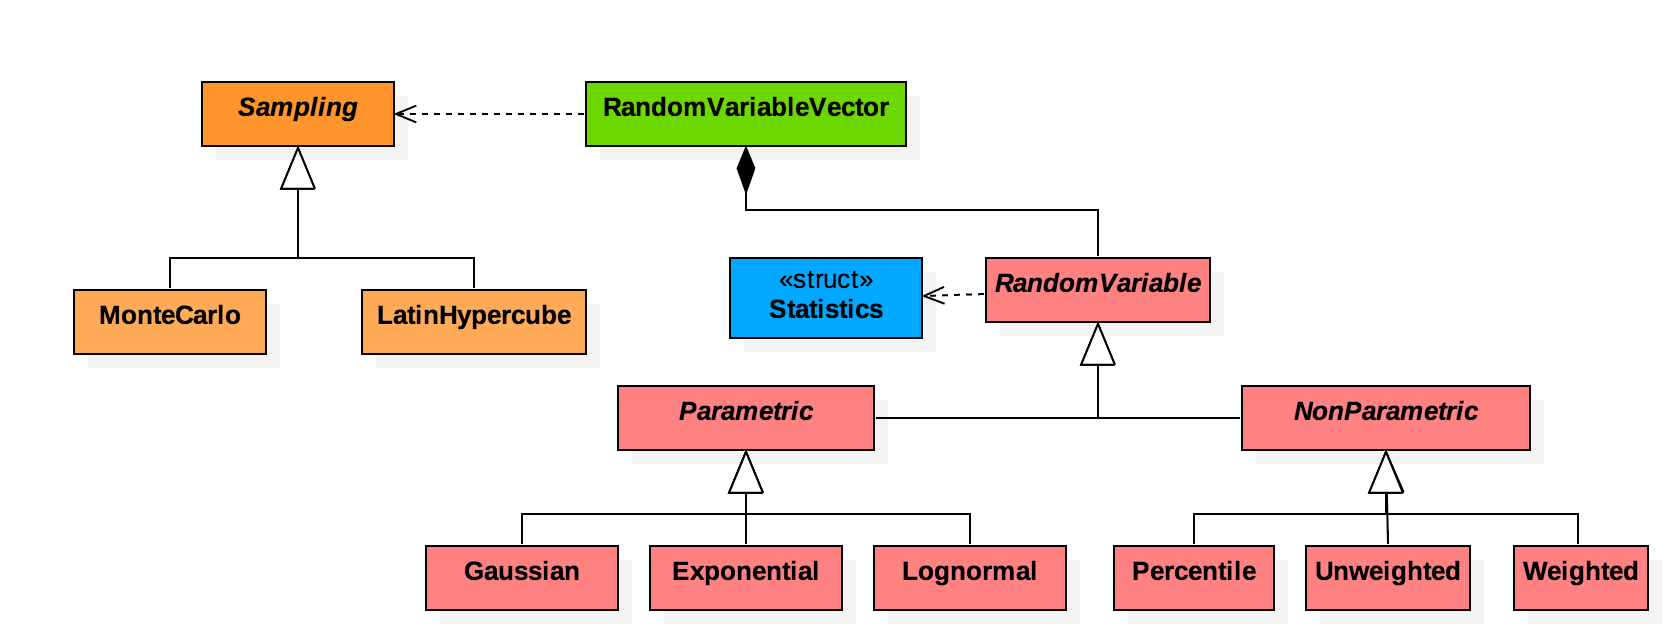 Sampling
RandomVariableVector
«struct»
Statistics
RandomVariable
MonteCarlo
LatinHypercube
Parametric
NonParametric
Gaussian
Exponential
Lognormal
Percentile
Unweighted
Weighted